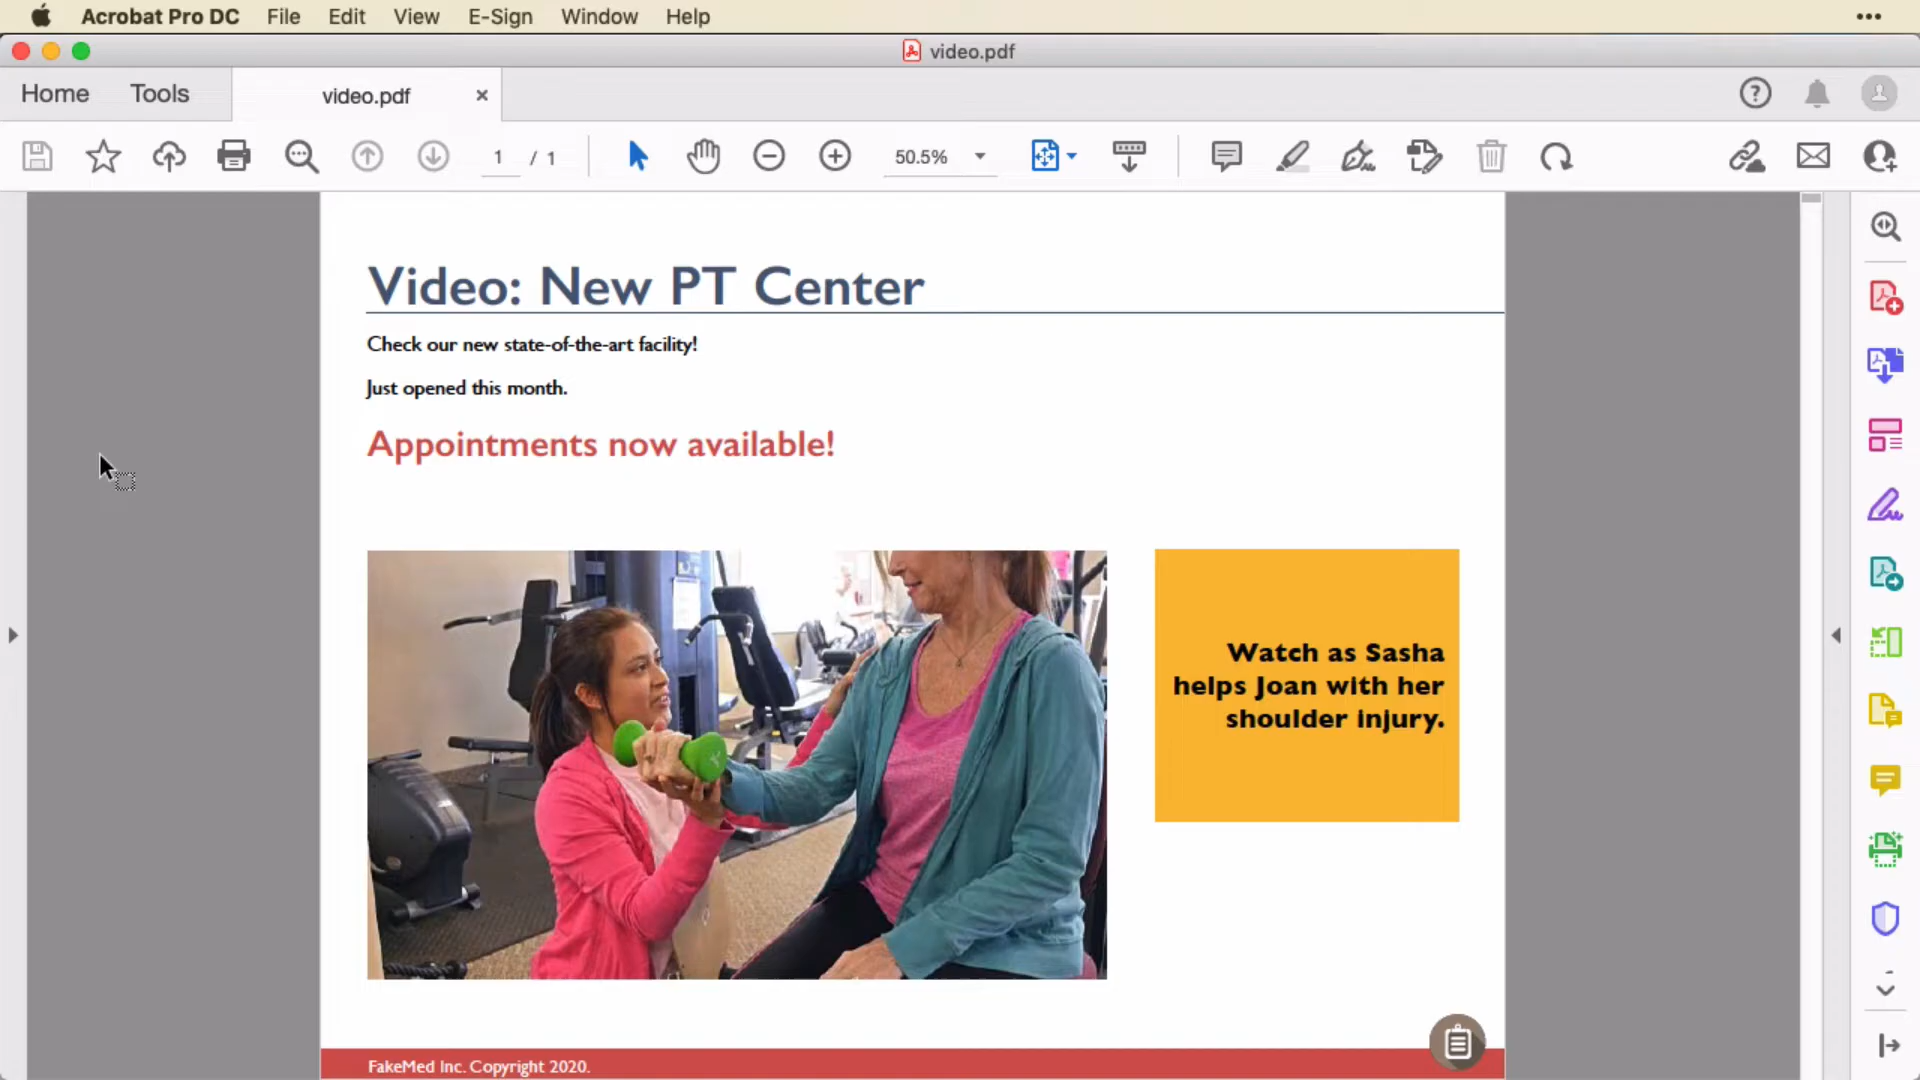 Acrobat Pro DC File Edit View E-Sign Window Help
video.pdf
Home Tools video.pdf
1 / 1 50.5%
Video: New PT Center
Check our new state-of-the-art facility!
Just opened this month.
Appointments now available!
Watch as Sasha
helps Joan with her
shoulder injury.
FakeMed Inc. Copyright 2020.